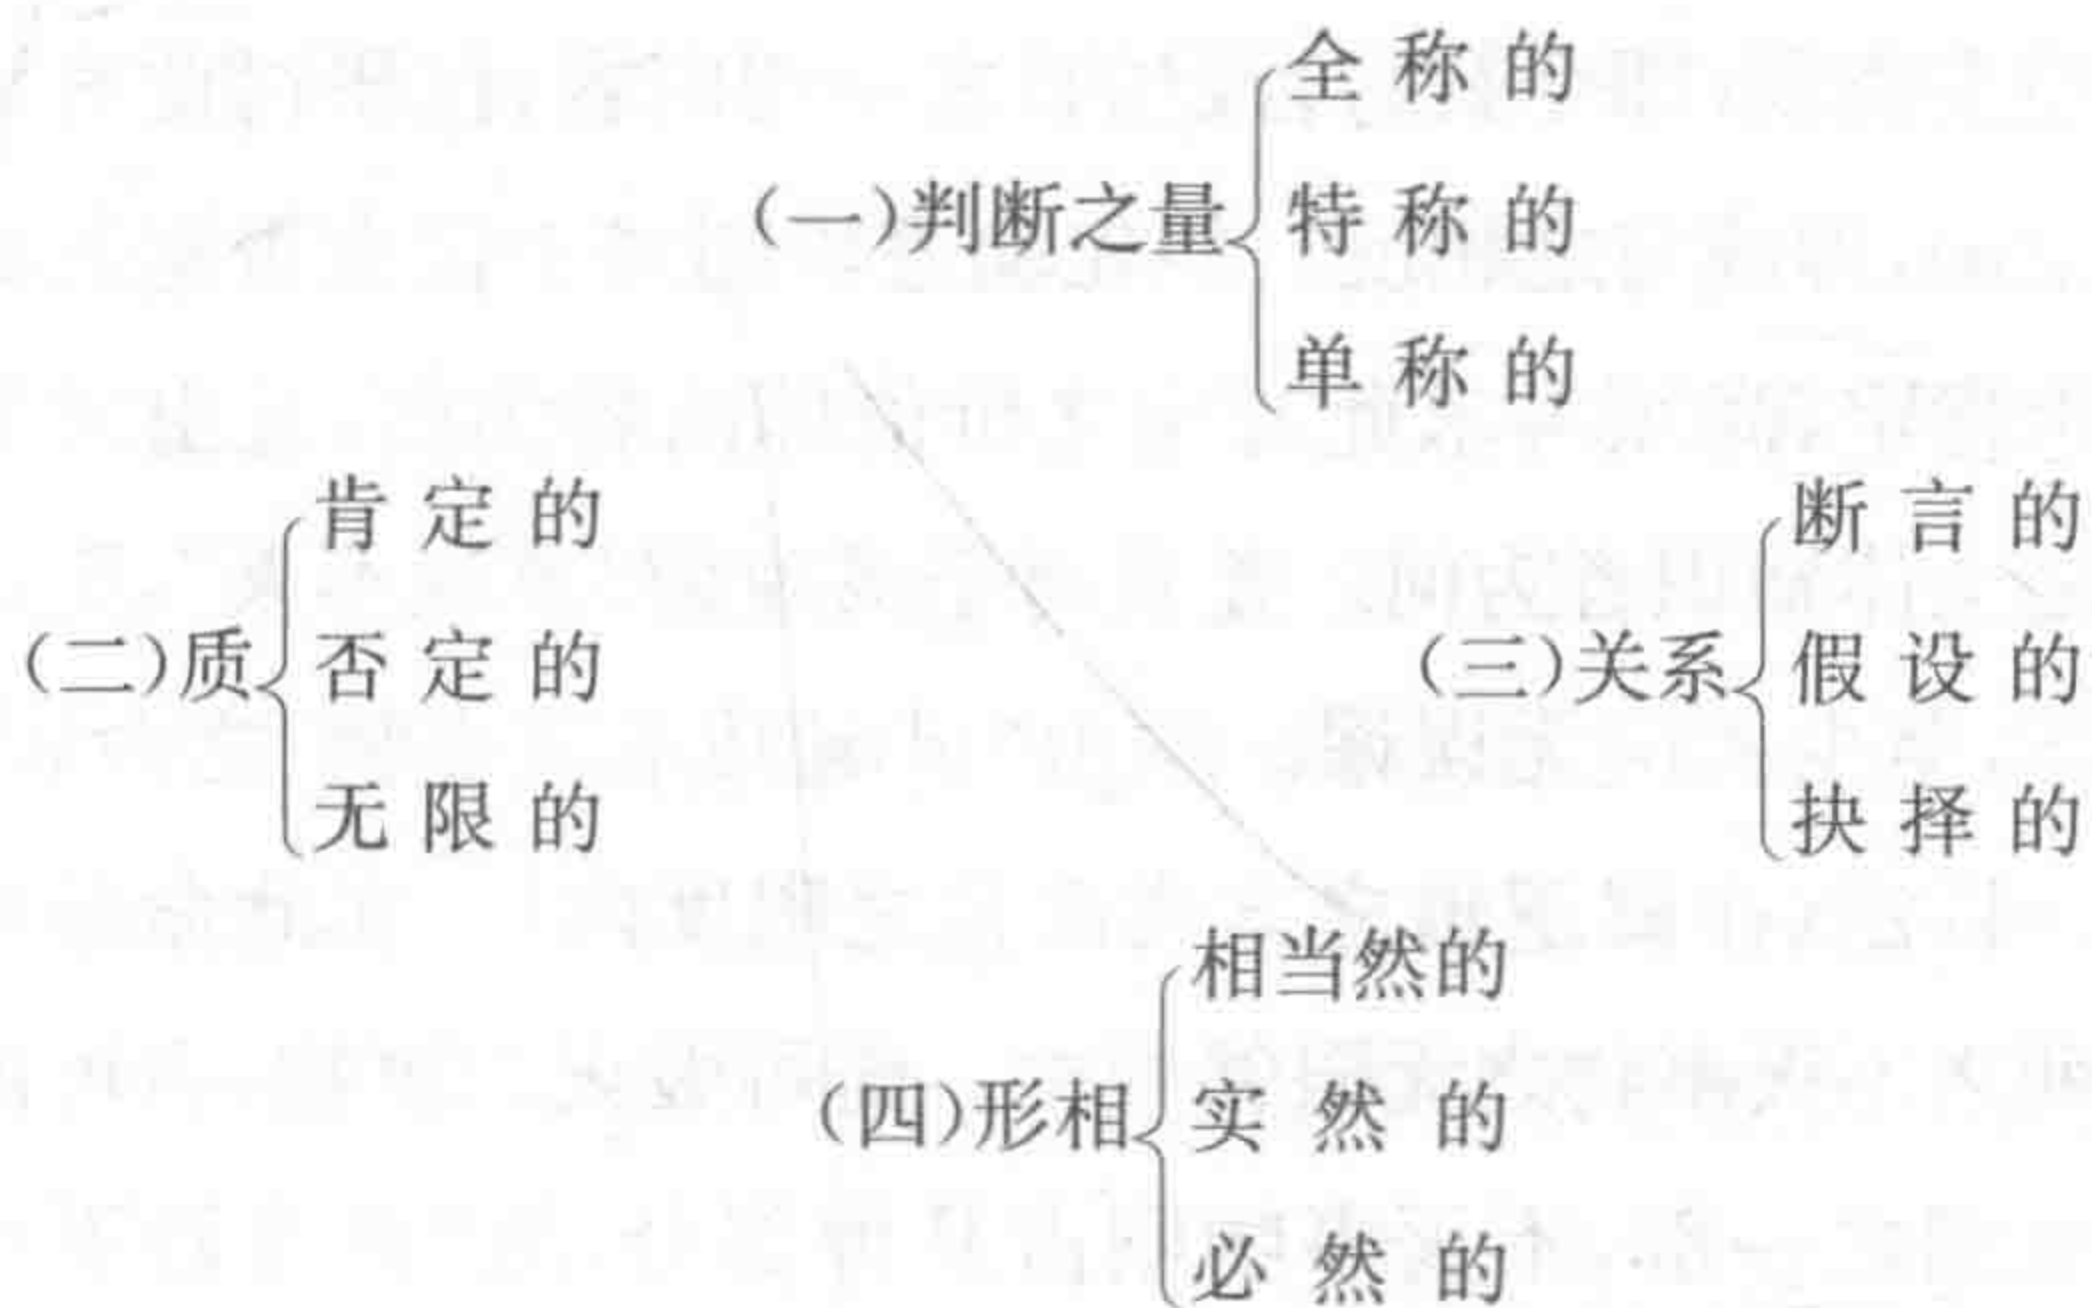 全称的
(一)判断之量 特称的
单称的
肯定的
(二)质 否定的
无限的
断言的
(三)关系 假设的
抉择的
相当然的
(四)形相 实然的
必然的